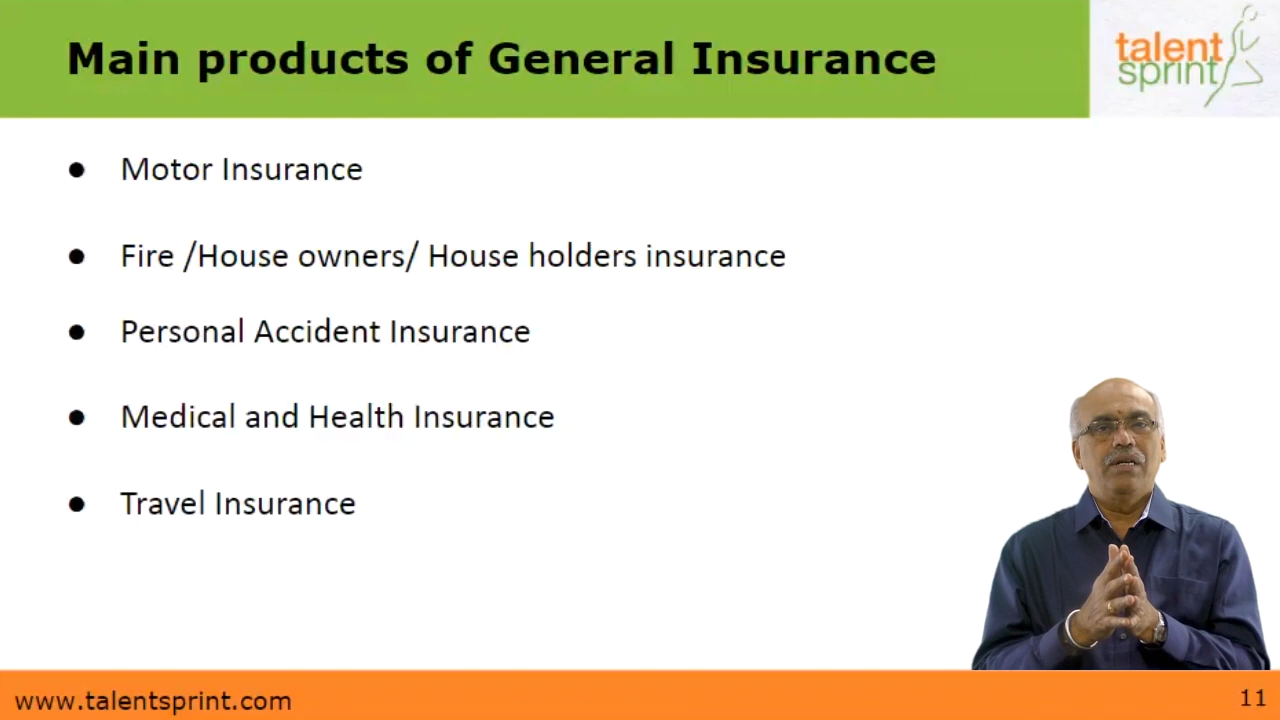 Main products of General Insurance
talent
sprint
● Motor Insurance
● Fire /House owners/ House holders insurance
● Personal Accident Insurance
● Medical and Health Insurance
● Travel Insurance
www.talentsprint.com
11